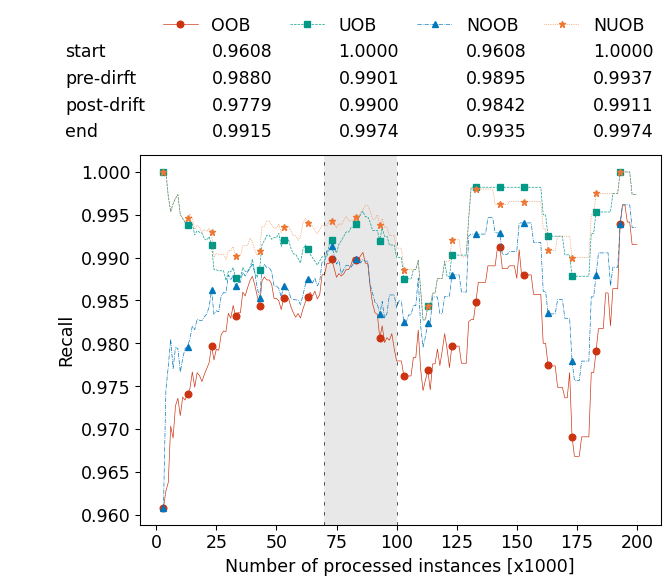 OOB UOB NOOB NUOB
start 0.9608 1.0000 0.9608 1.0000
pre-dirft 0.9880 0.9901 0.9895 0.9937
post-drift 0.9779 0.9900 0.9842 0.9911
end 0.9915 0.9974 0.9935 0.9974
1.000
0.995
0.990
0.985
0.980
0.975
0.970
0.965
0.960
Recall
0 25 50 75 100 125 150 175 200
Number of processed instances [x1000]